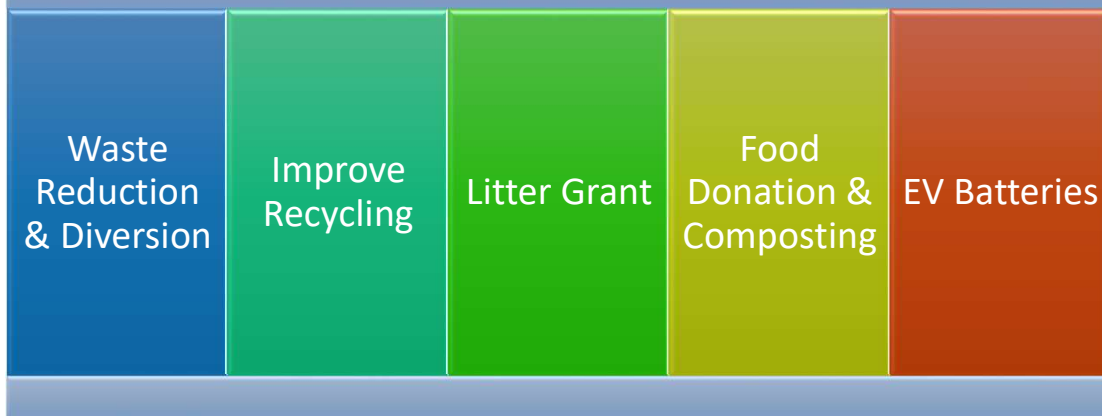 Waste
Reduction
& Diversion
Improve
Recycling
Litter Grant
Food
Donation &
Composting
EV Batteries